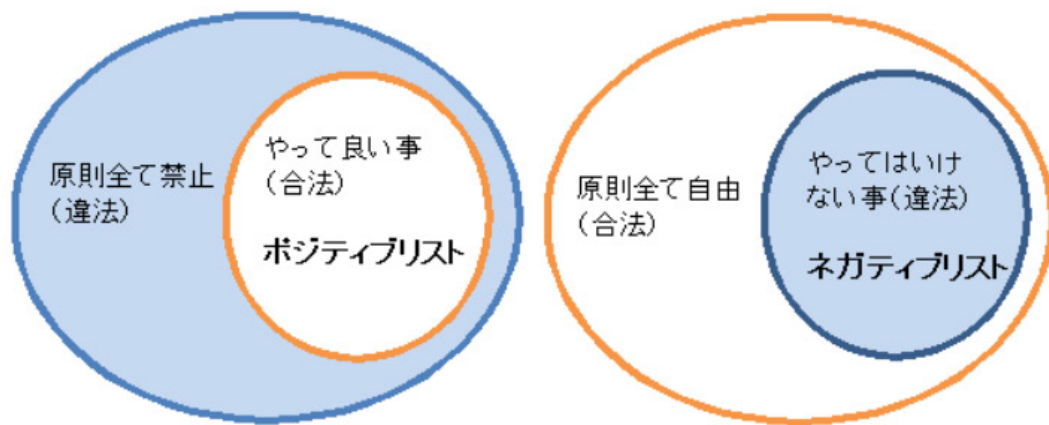 原則全て禁止
(違法)
やって良い事
(合法)
ポジティブリスト
原則全て自由
(合法)
やってはいけ
ない事(違法)
ネガティブリスト